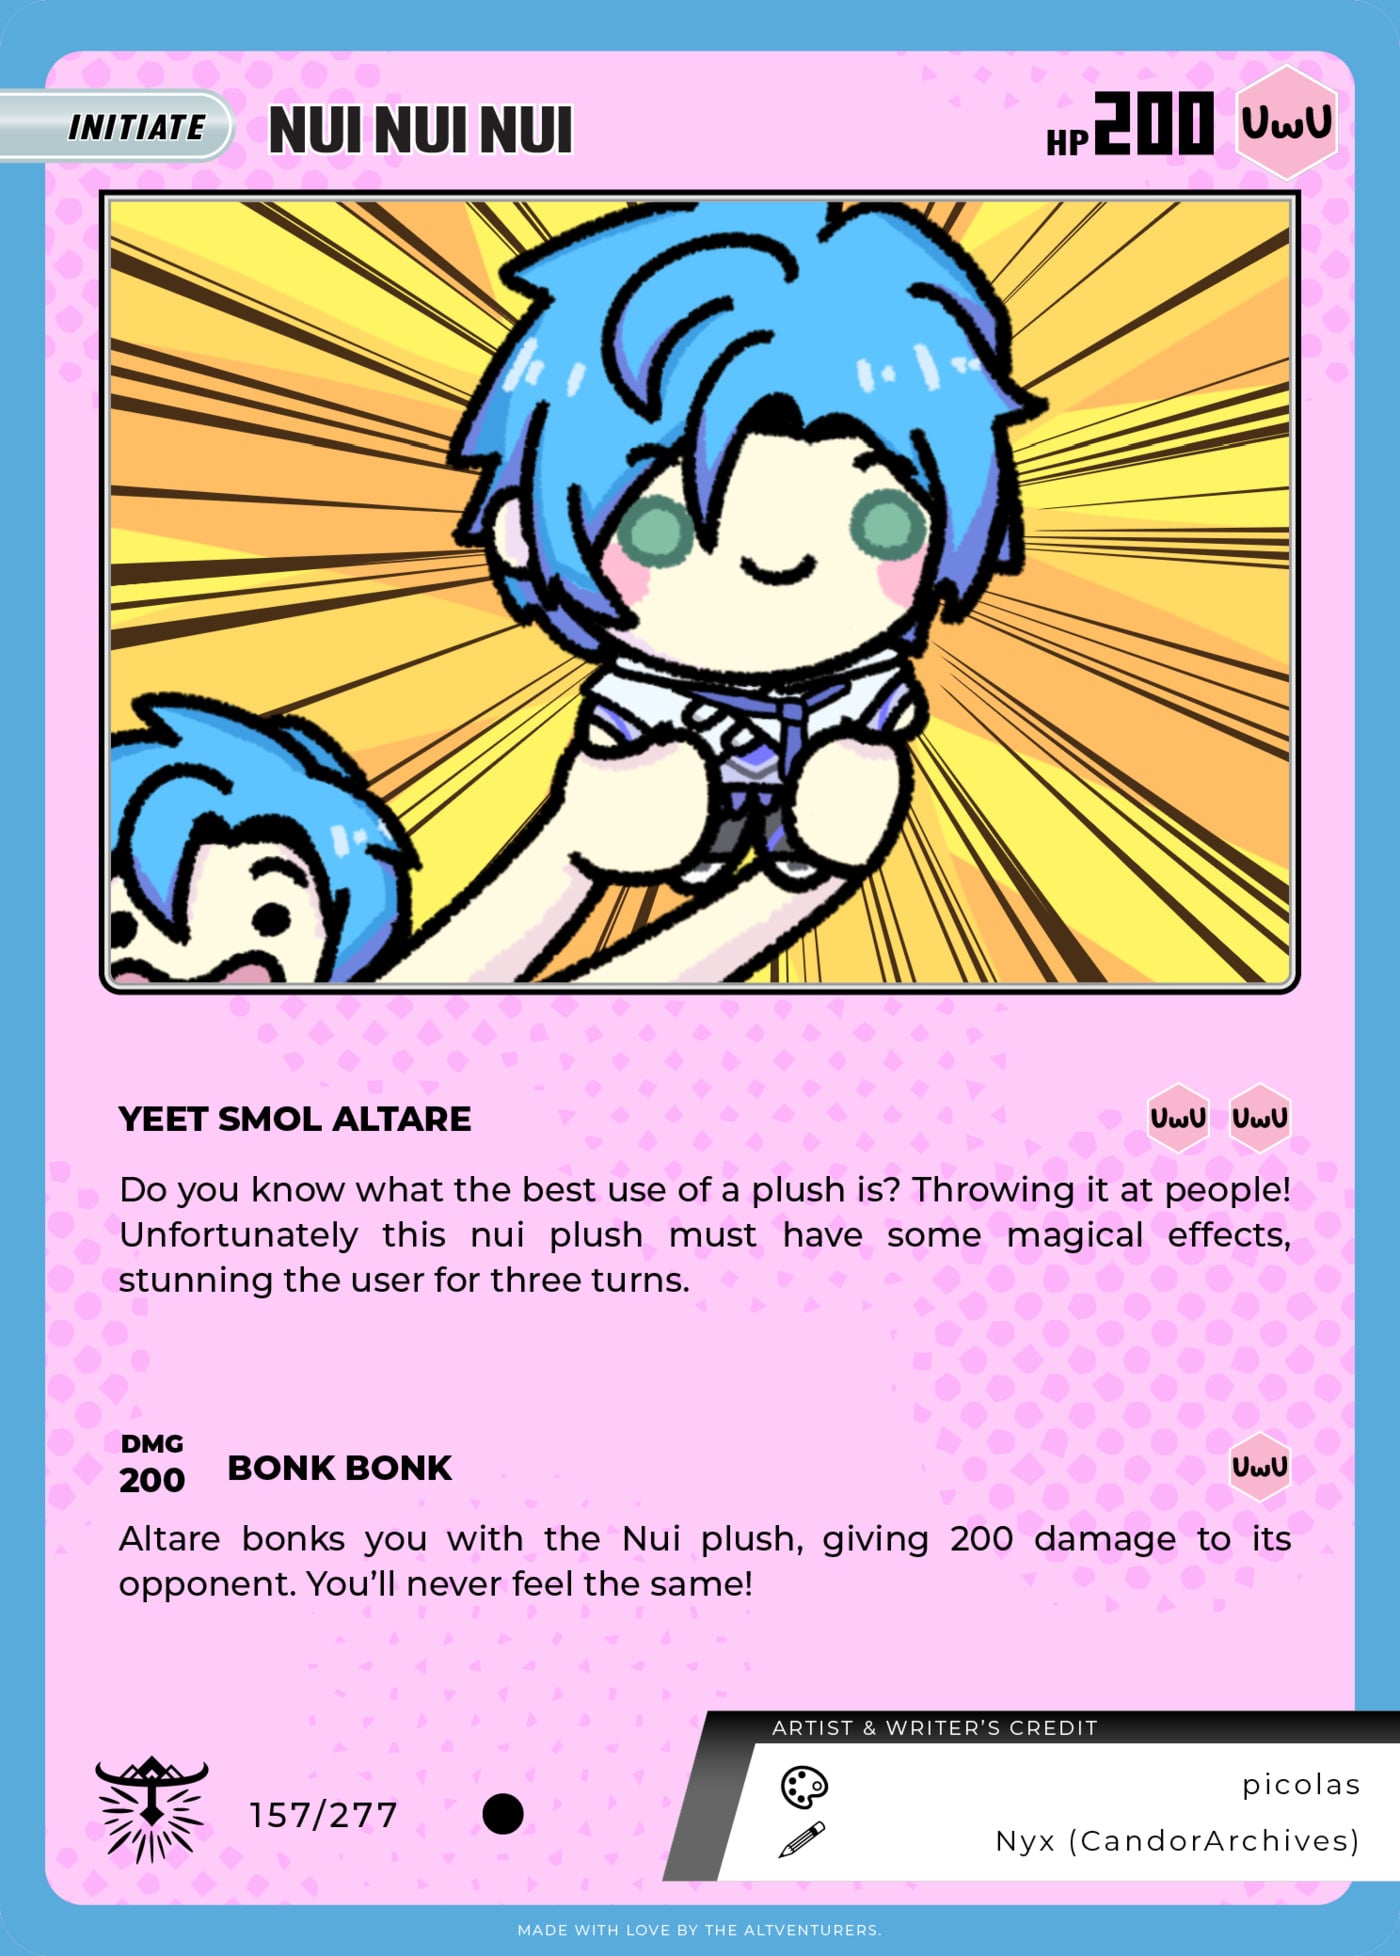 INITIATE
NUI NUI NUI
HP 200
UwU
YEET SMOL ALTARE
UwU UwU
Do you know what the best use of a plush is? Throwing it at people!
Unfortunately this nui plush must have some magical effects,
stunning the user for three turns.
DMG
200
BONK BONK
UwU
Altare bonks you with the Nui plush, giving 200 damage to its
opponent. You’ll never feel the same!
ARTIST & WRITER’S CREDIT
picolas
Nyx (CandorArchives)
157/277
MADE WITH LOVE BY THE ALTVENTURERS.